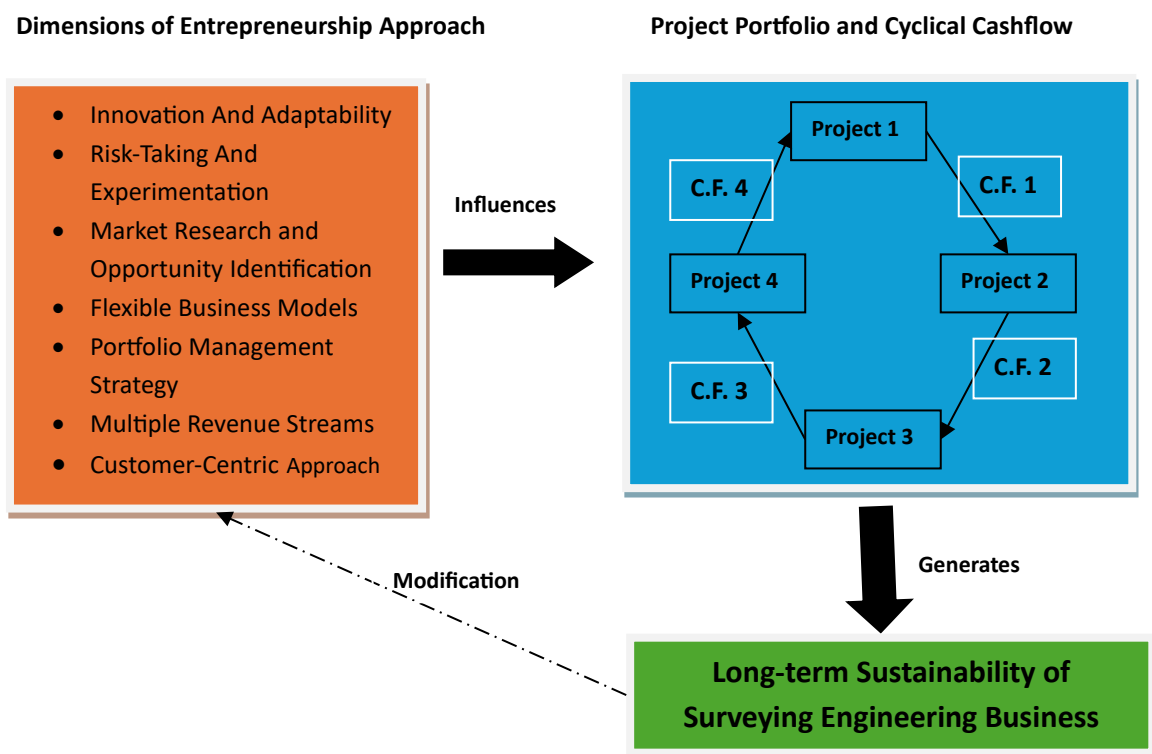 Dimensions of Entrepreneurship Approach
Project Portfolio and Cyclical Cashflow
• Innovation And Adaptability
• Risk-Taking And
Experimentation
• Market Research and
Opportunity Identification
• Flexible Business Models
• Portfolio Management
Strategy
• Multiple Revenue Streams
• Customer-Centric Approach
Influences
Project 1
C.F. 4
C.F. 1
Project 4
Project 2
C.F. 3
C.F. 2
Project 3
Modification
Generates
Long-term Sustainability of
Surveying Engineering Business